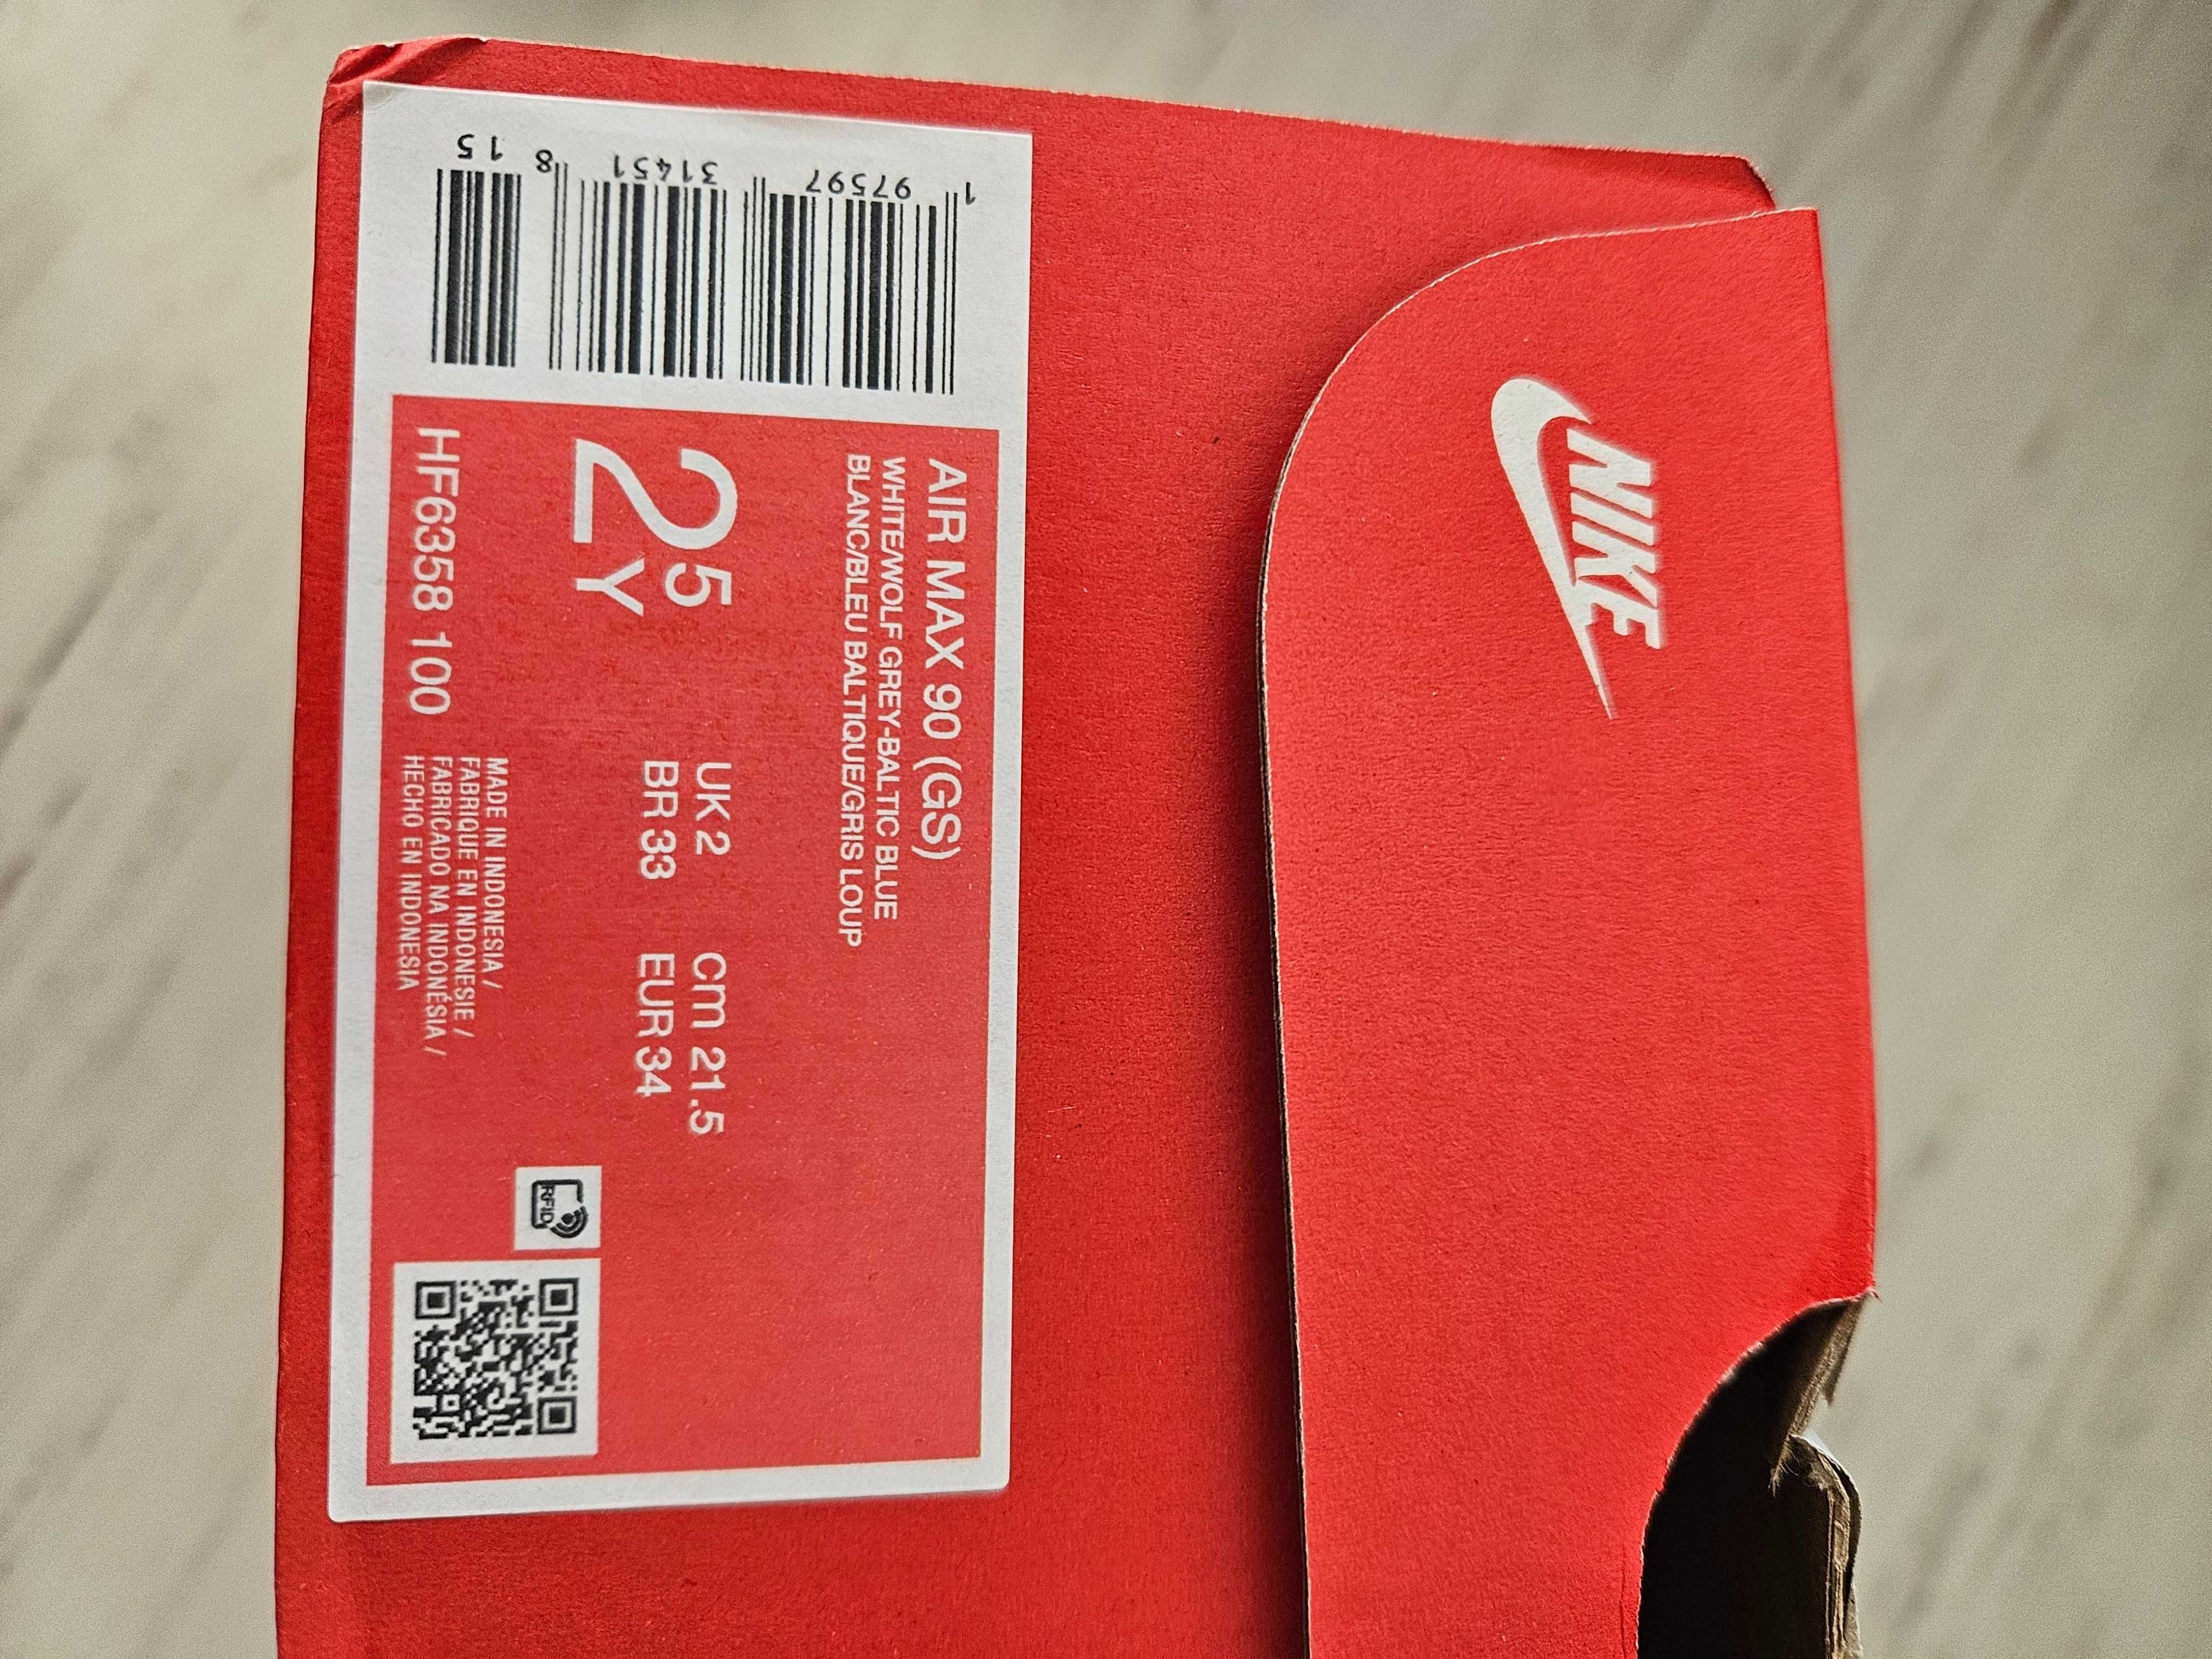 NIKE
AIR MAX 90 (GS)
WHITE/WOLF GREY-BALTIC BLUE
BLANC/BLEU BALTIQUE/GRIS LOUP
2 5 Y
UK 2 Cm 21.5
BR 33 EUR 34
HF6358 100
MADE IN INDONESIA /
FABRIQUE EN INDONESIE /
FABRICADO NA INDONÉSIA /
HECHO EN INDONESIA
RFID
1 97597 31451 8 15